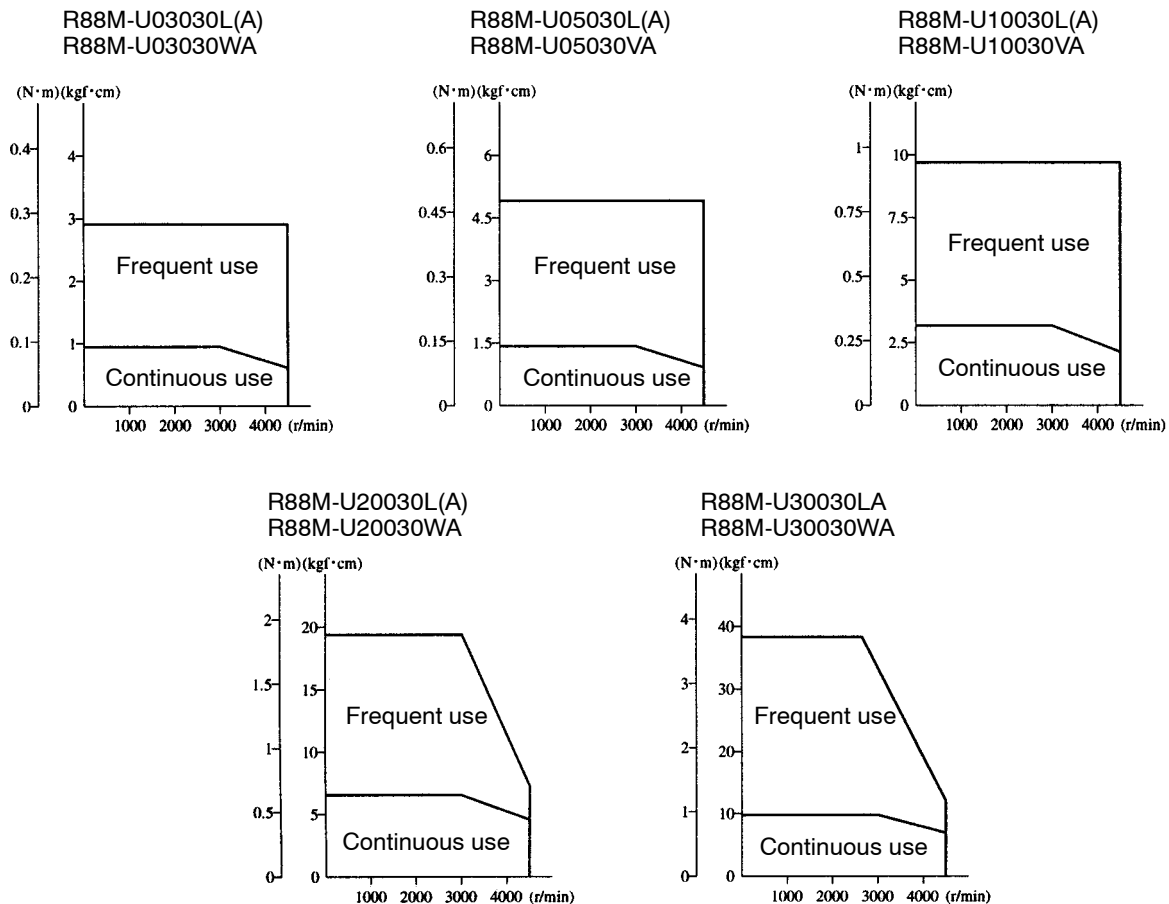 R88M-U03030L(A)
R88M-U03030WA
R88M-U05030L(A)
R88M-U05030VA
R88M-U10030L(A)
R88M-U10030VA
(N·m)(kgf·cm)
0.4
0.3
0.2
0.1
0
4
3
2
1
0
Frequent use
Continuous use
1000 2000 3000 4000 (r/min)
(N·m)(kgf·cm)
0.6
0.45
0.3
0.15
0
6
4.5
3
1.5
0
Frequent use
Continuous use
1000 2000 3000 4000 (r/min)
(N·m)(kgf·cm)
1
0.75
0.5
0.25
0
10
7.5
5
2.5
0
Frequent use
Continuous use
1000 2000 3000 4000 (r/min)
R88M-U20030L(A)
R88M-U20030WA
R88M-U30030LA
R88M-U30030WA
(N·m)(kgf·cm)
2
1.5
1
0.5
0
20
15
10
5
0
Frequent use
Continuous use
1000 2000 3000 4000 (r/min)
(N·m)(kgf·cm)
4
3
2
1
0
40
30
20
10
0
Frequent use
Continuous use
1000 2000 3000 4000 (r/min)